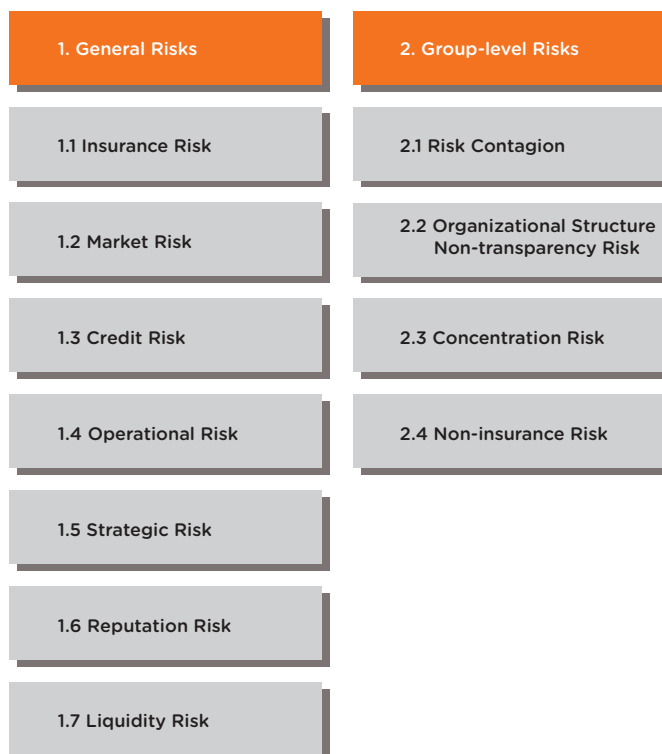 1. General Risks
1.1 Insurance Risk
1.2 Market Risk
1.3 Credit Risk
1.4 Operational Risk
1.5 Strategic Risk
1.6 Reputation Risk
1.7 Liquidity Risk
2. Group-level Risks
2.1 Risk Contagion
2.2 Organizational Structure
Non-transparency Risk
2.3 Concentration Risk
2.4 Non-insurance Risk